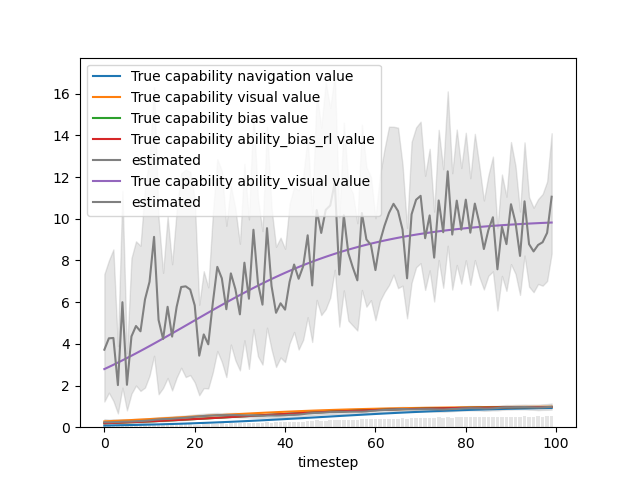 True capability navigation value
True capability visual value
True capability bias value
True capability ability_bias_rl value
estimated
True capability ability_visual value
estimated
16
14
12
10
8
6
4
2
0
0 20 40 60 80 100
timestep